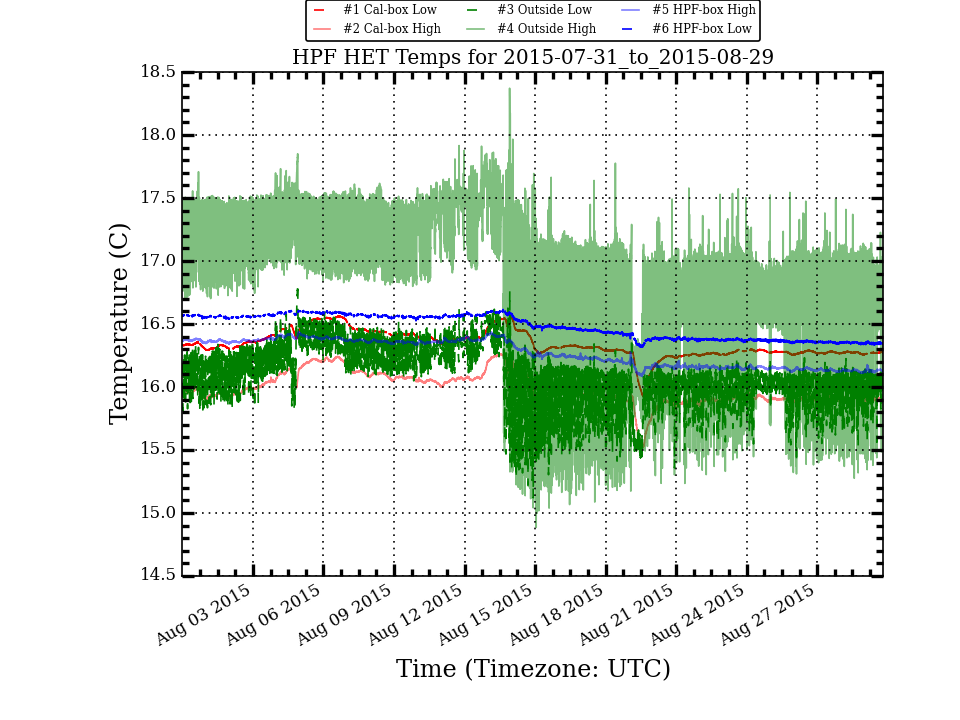 #1 Cal-box Low #3 Outside Low #5 HPF-box High
#2 Cal-box High #4 Outside High #6 HPF-box Low
HPF HET Temps for 2015-07-31_to_2015-08-29
18.5
18.0
17.5
17.0
16.5
16.0
15.5
15.0
14.5
Temperature (C)
Aug 03 2015 Aug 06 2015 Aug 09 2015 Aug 12 2015 Aug 15 2015 Aug 18 2015 Aug 21 2015 Aug 24 2015 Aug 27 2015
Time (Timezone: UTC)